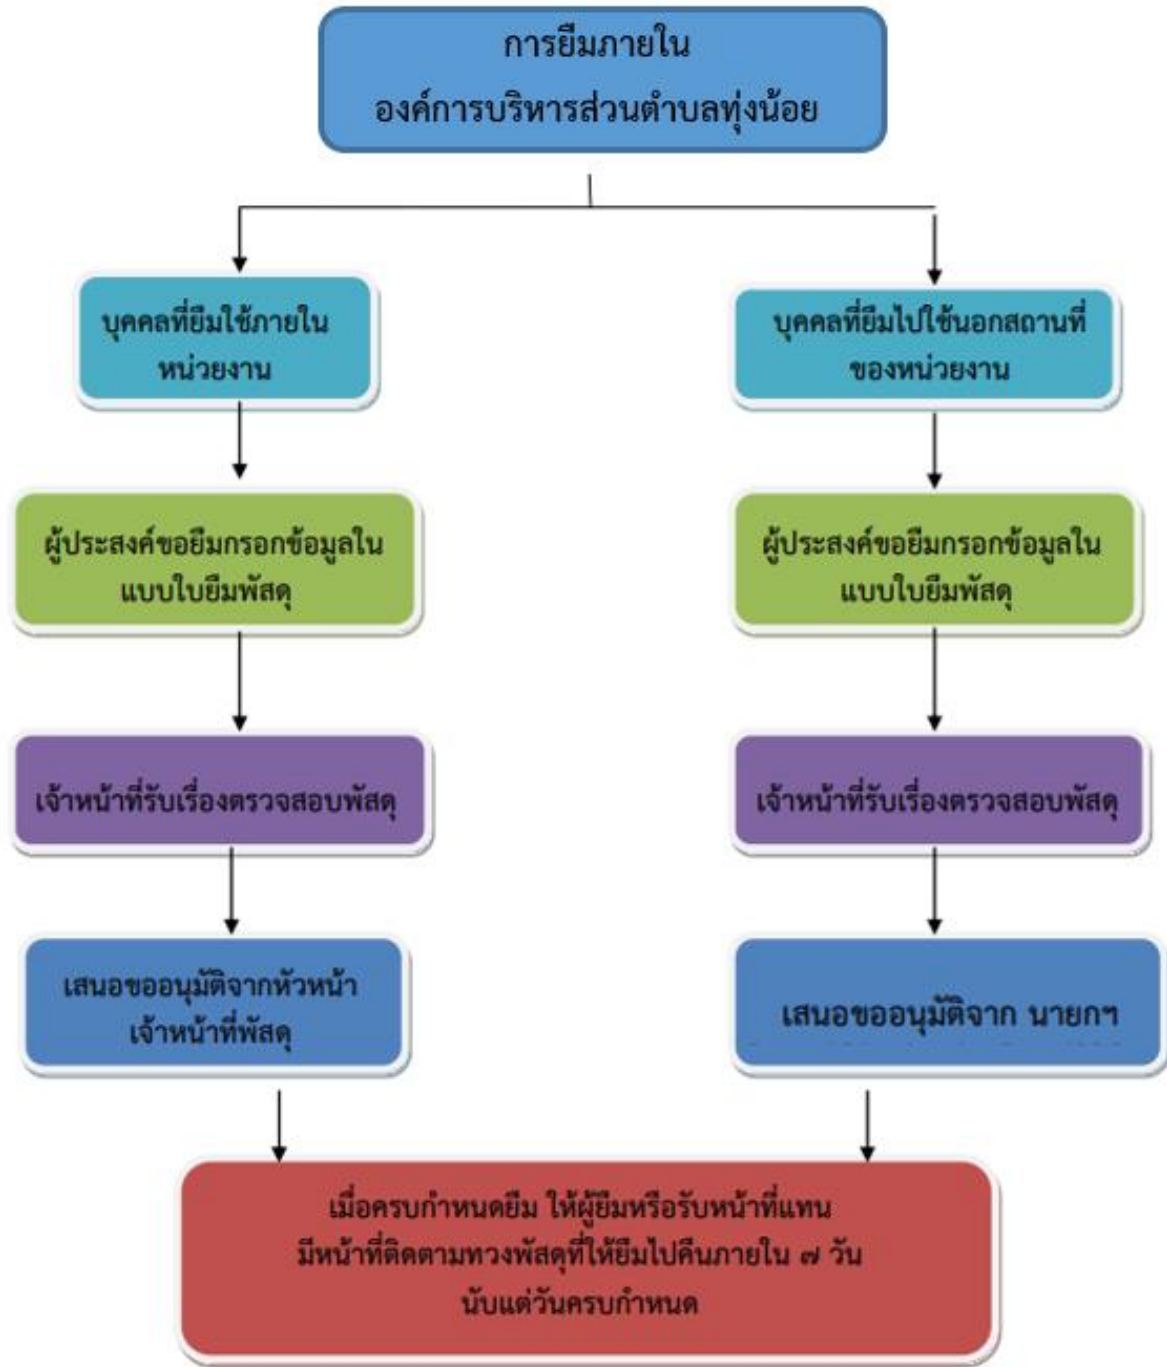 การยืมภายใน
องค์การบริหารส่วนตำบลทุ่งน้อย
บุคคลที่ยืมใช้ภายใน
หน่วยงาน
บุคคลที่ยืมไปใช้นอกสถานที่
ของหน่วยงาน
ผู้ประสงค์ขอยืมกรอกข้อมูลใน
แบบใบยืมพัสดุ
ผู้ประสงค์ขอยืมกรอกข้อมูลใน
แบบใบยืมพัสดุ
เจ้าหน้าที่รับเรื่องตรวจสอบพัสดุ
เจ้าหน้าที่รับเรื่องตรวจสอบพัสดุ
เสนอขออนุมัติจากหัวหน้า
เจ้าหน้าที่พัสดุ
เสนอขออนุมัติจาก นายกฯ
เมื่อครบกำหนดยืม ให้ผู้ยืมหรือรับหน้าที่แทน
มีหน้าที่ติดตามทวงพัสดุที่ให้ยืมไปคืนภายใน ๗ วัน
นับแต่วันครบกำหนด